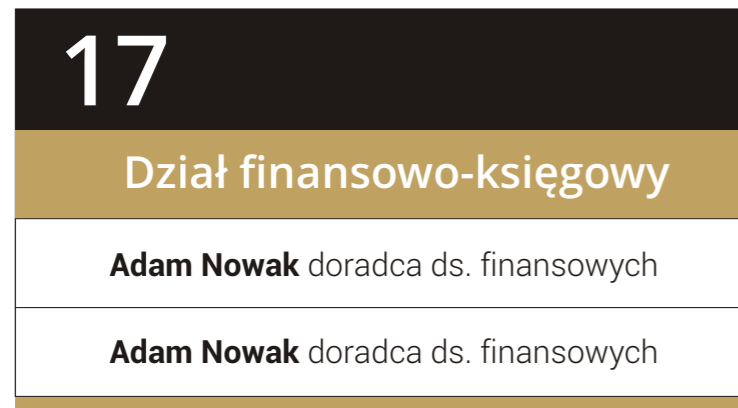 17
Dział finansowo-księgowy
Adam Nowak doradca ds. finansowych
Adam Nowak doradca ds. finansowych